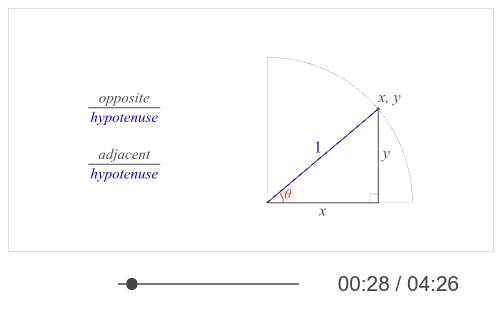 opposite
hypotenuse
adjacent
hypotenuse
x, y
1
y
θ
x
00:28 / 04:26